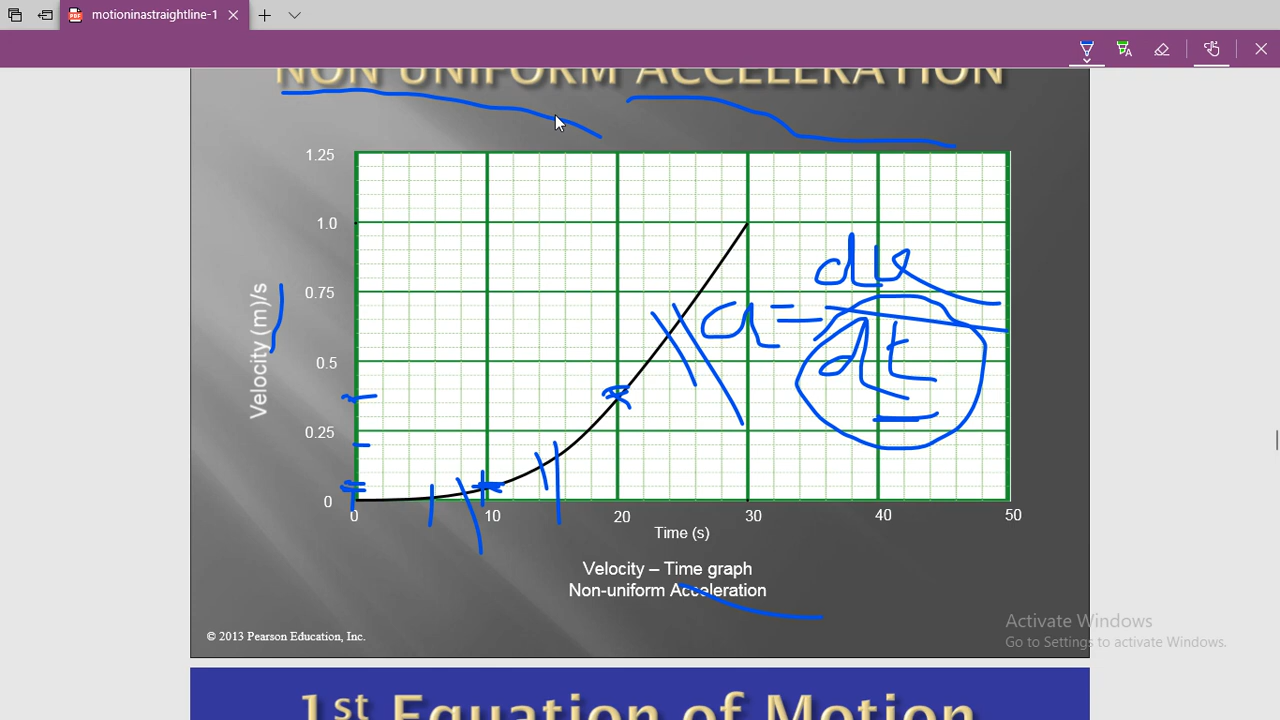 motioninastraightline-1
NON UNIFORM ACCELERATION
1.25
1.0
0.75
0.5
0.25
0
Velocity (m)/s
a = dv
dt
0 10 20 30 40 50
Time (s)
Velocity – Time graph
Non-uniform Acceleration
Activate Windows
Go to Settings to activate Windows.
© 2013 Pearson Education, Inc.
1st Equation of Motion